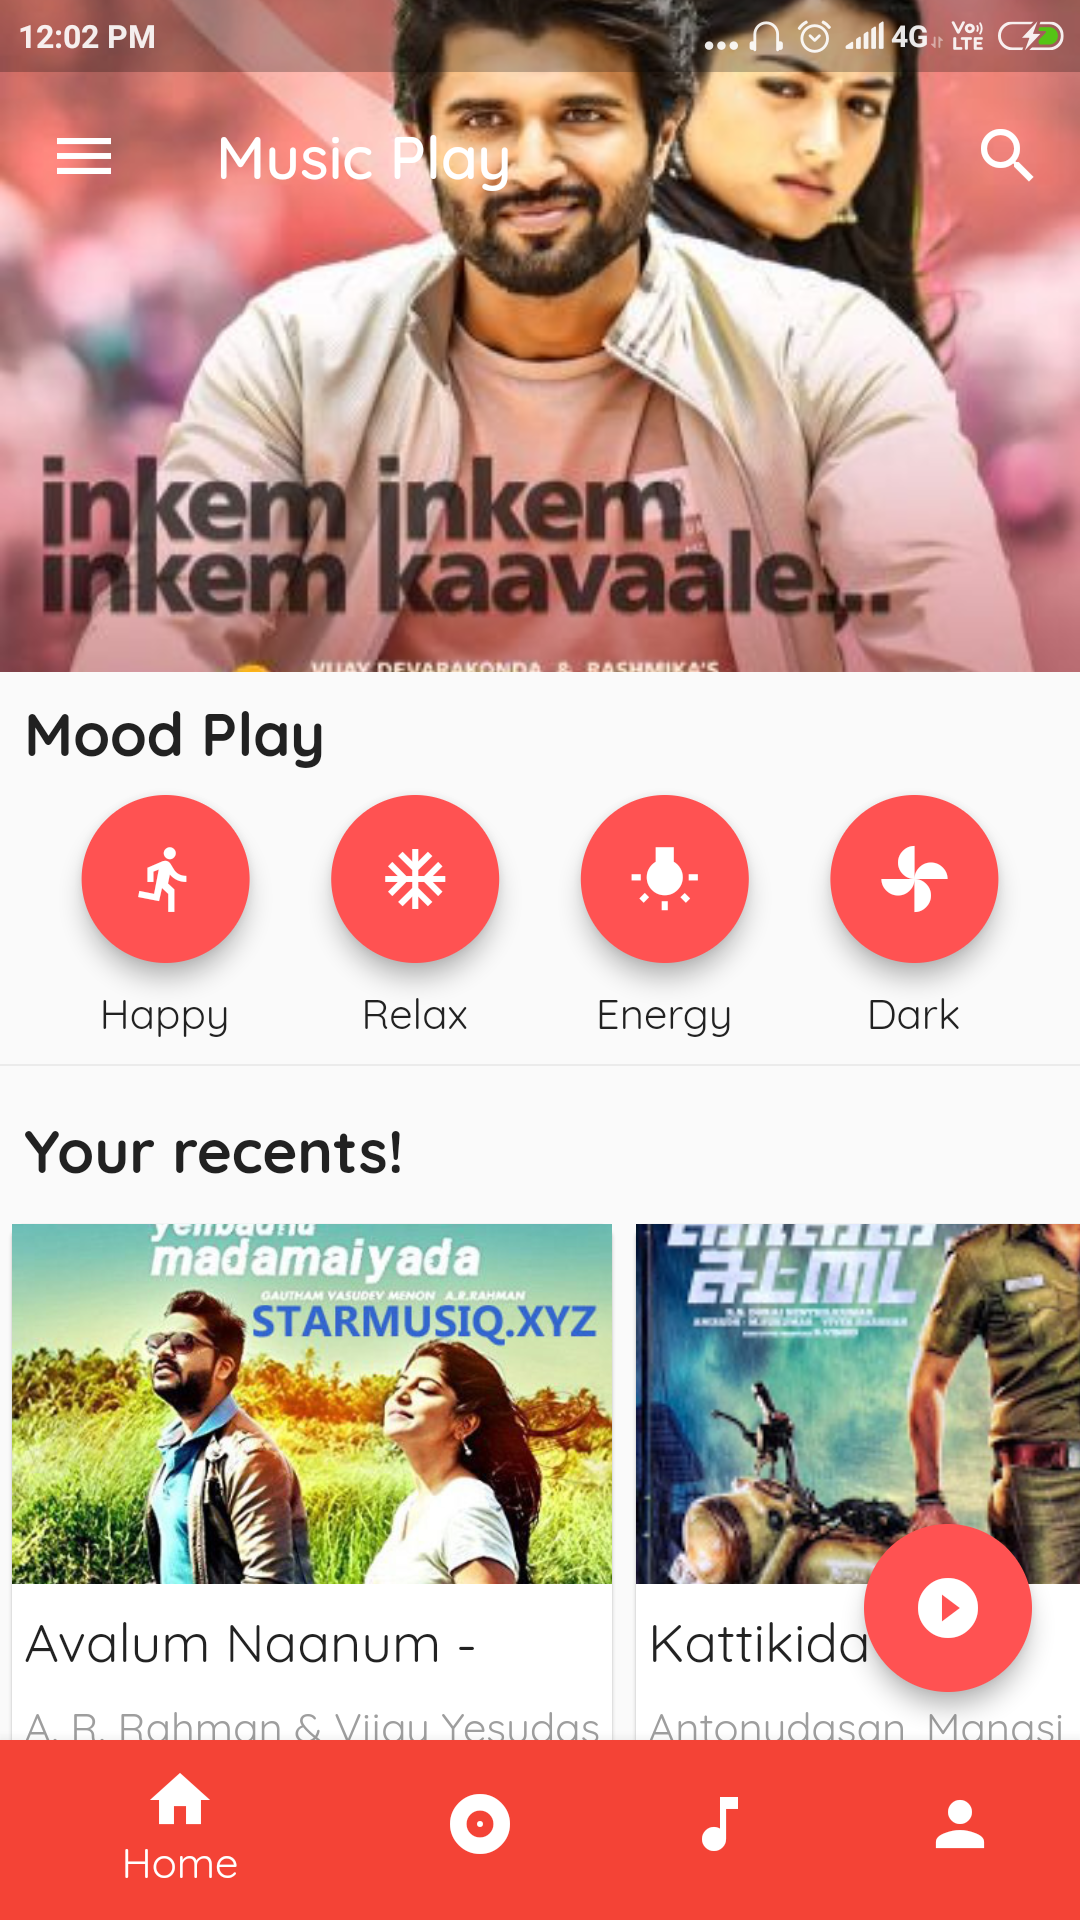 12:02 PM
4G
Vo)) LTE
Music Play
inkem inkem
inkem kaavaale...
VIJAY DEVARAKONDA & RASHMIKA'S
Mood Play
Happy
Relax
Energy
Dark
Your recents!
yenbadhu
madamaiyada
GAUTHAM VASUDEV MENON A.R.RAHMAN
STARMUSIQ.XYZ
சட்டை
Avalum Naanum -
Kattikida
A. R. Rahman & Vijay Yesudas
Antonydasan, Manasi
Home